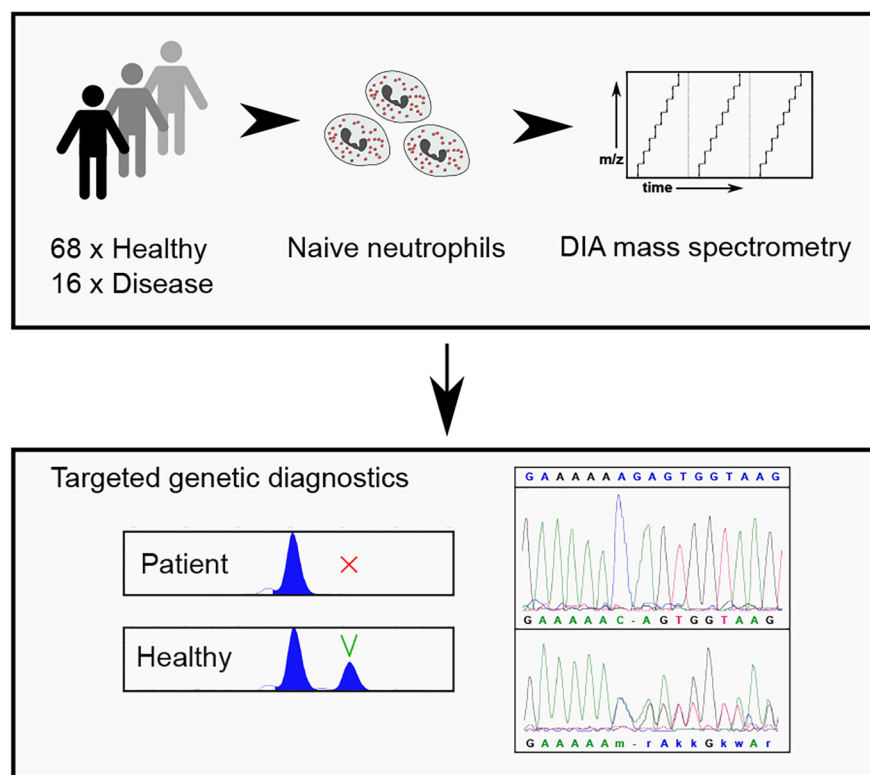 68 x Healthy
16 x Disease
Naive neutrophils
m/z
time
DIA mass spectrometry
Targeted genetic diagnostics
Patient
Healthy
GAAAAAAGAGTGGTAAG
GAAAAAC-AGTGGTAAG
GAAAAAm-rAkkGkwAr